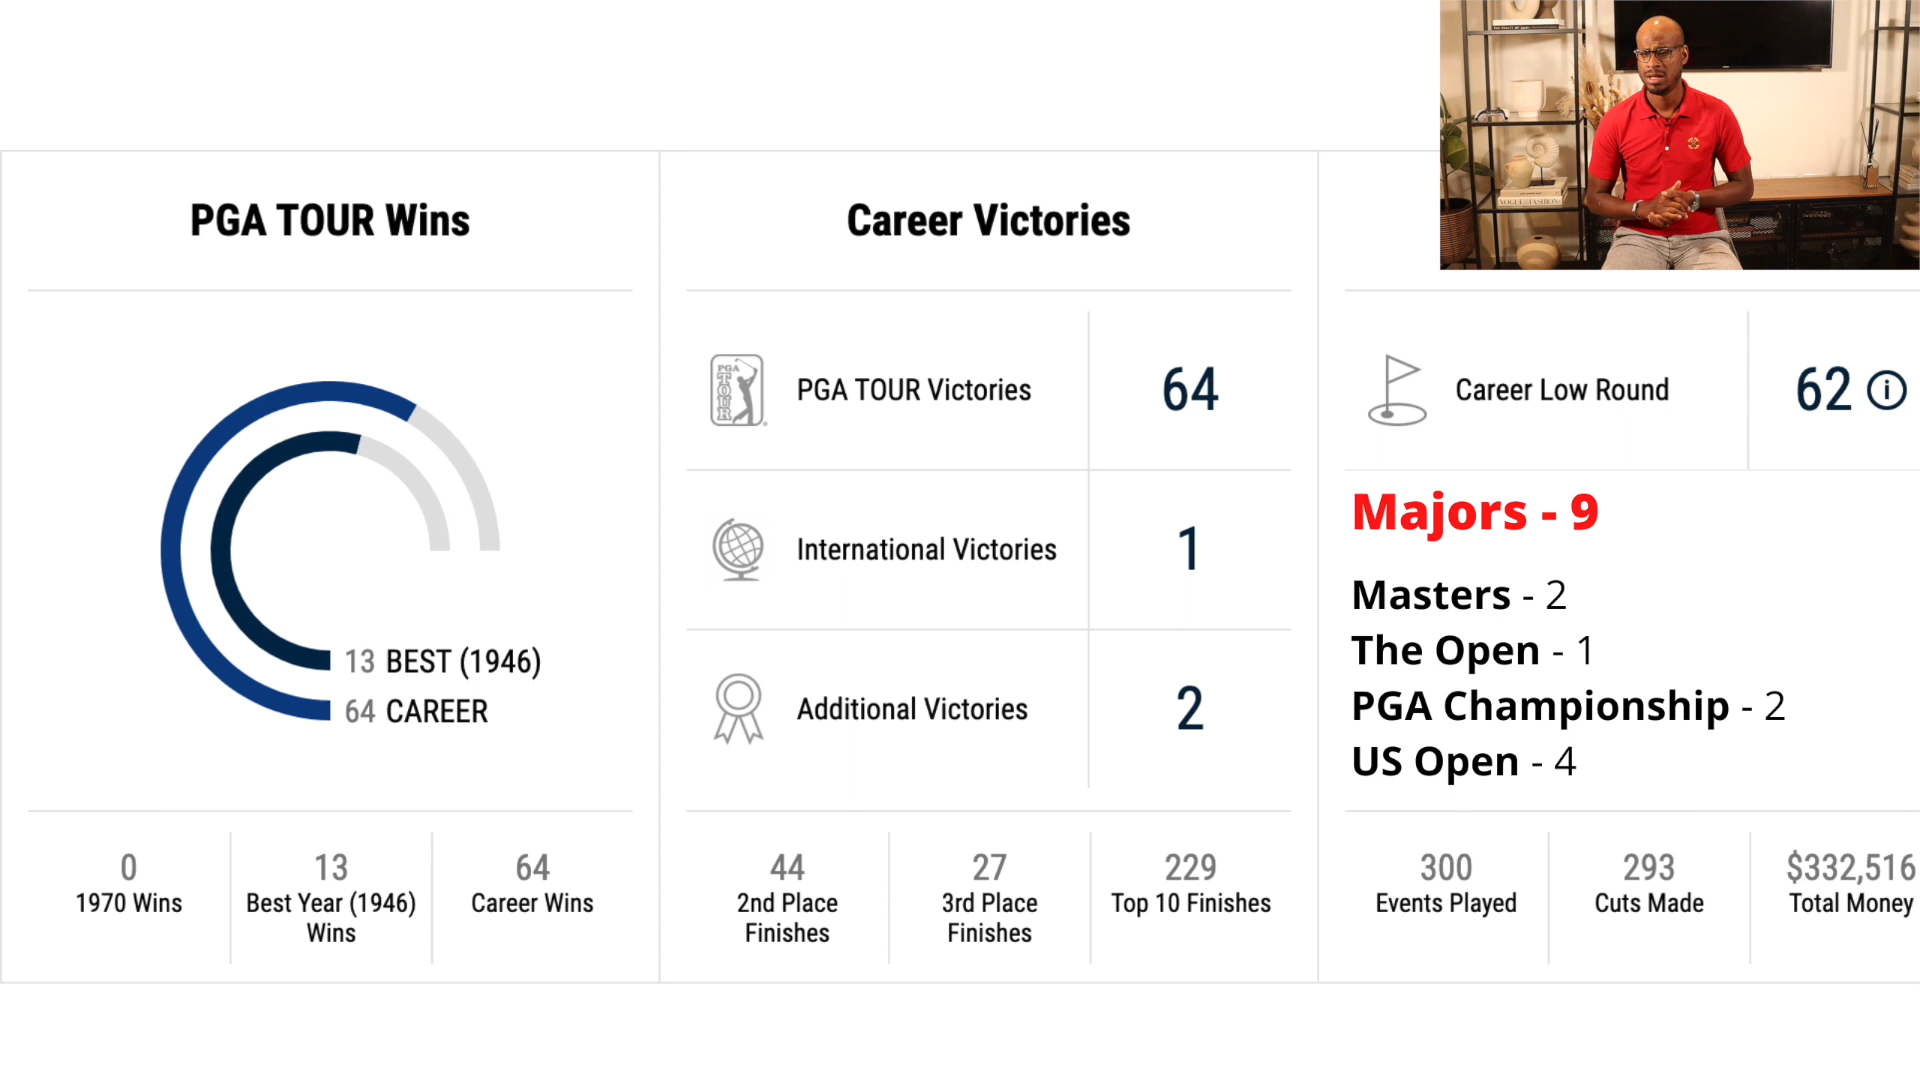 PGA TOUR Wins
13 BEST (1946)
64 CAREER
0
1970 Wins
13
Best Year (1946)
Wins
64
Career Wins
Career Victories
PGA
TOUR
PGA TOUR Victories
64
International Victories
1
Additional Victories
2
44
2nd Place
Finishes
27
3rd Place
Finishes
229
Top 10 Finishes
Career Low Round
62 i
Majors - 9
Masters - 2
The Open - 1
PGA Championship - 2
US Open - 4
300
Events Played
293
Cuts Made
$332,516
Total Money